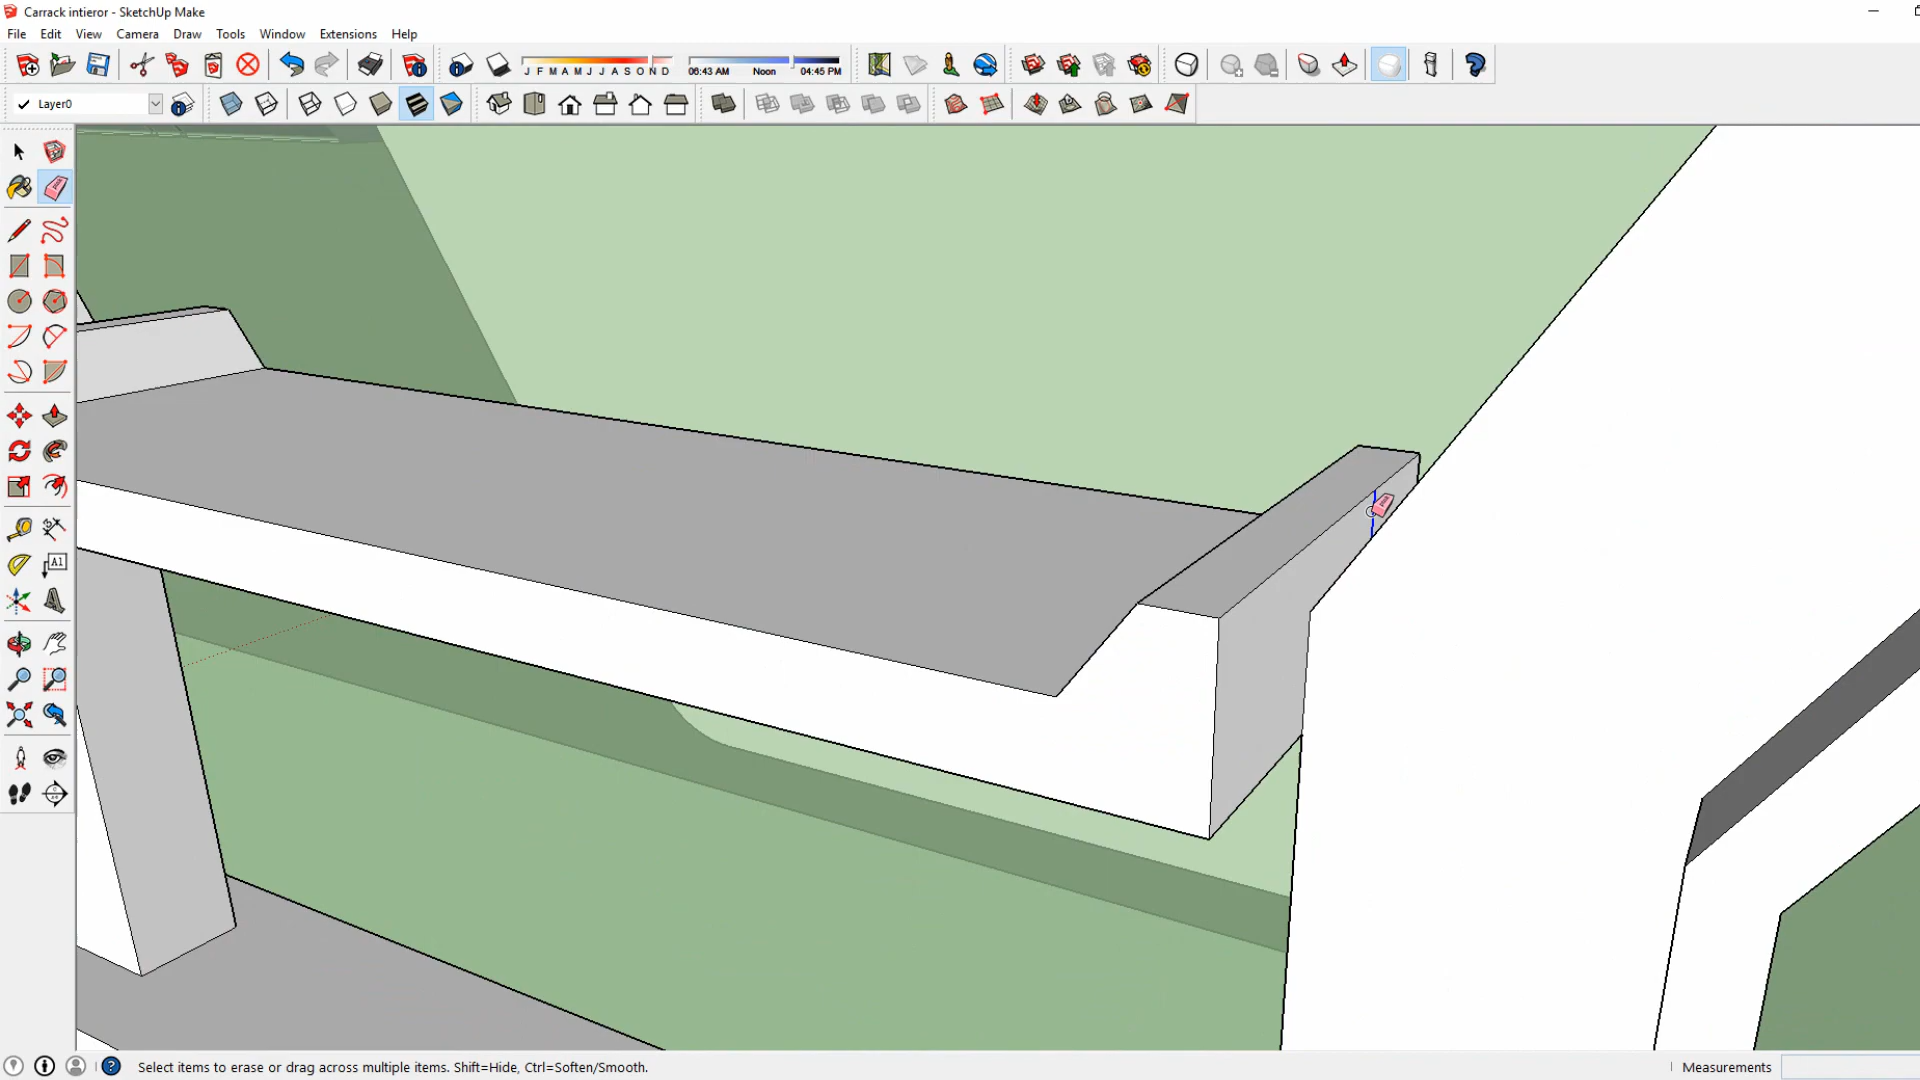 Carrack intieror - SketchUp Make
File Edit View Camera Draw Tools Window Extensions Help
J F M A M J J A S O N D 06:43 AM Noon 04:45 PM
Layer0
A1
Select items to erase or drag across multiple items. Shift=Hide, Ctrl=Soften/Smooth.
Measurements